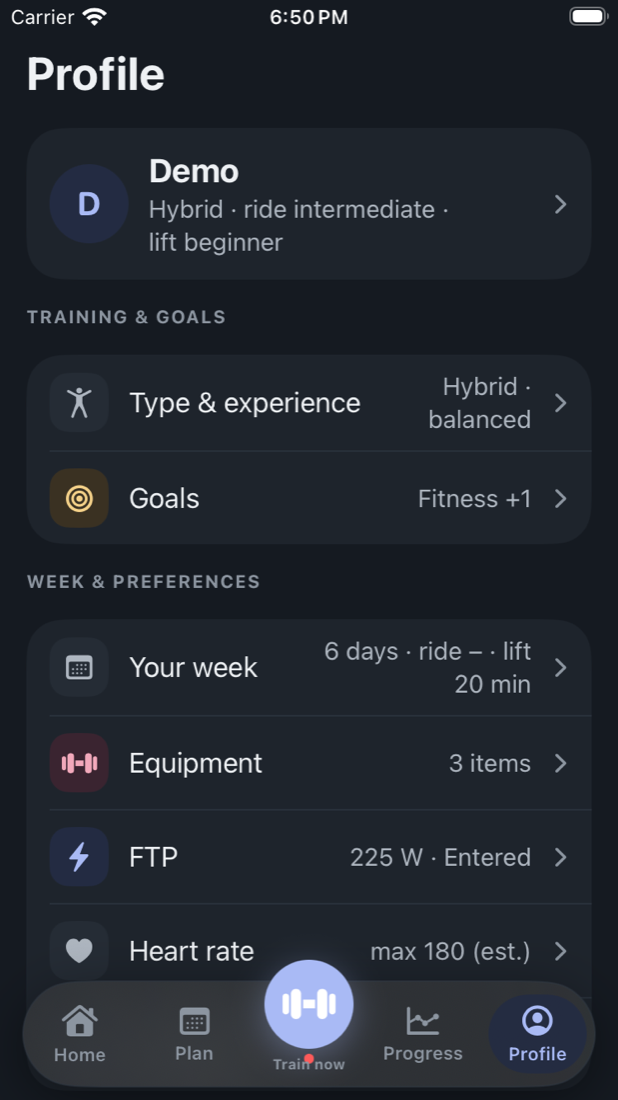 Carrier 6:50 PM
Profile
D
Demo
Hybrid · ride intermediate ·
lift beginner
TRAINING & GOALS
Type & experience
Hybrid ·
balanced
Goals
Fitness +1
WEEK & PREFERENCES
Your week
6 days · ride – · lift
20 min
Equipment
3 items
FTP
225 W · Entered
Heart rate
max 180 (est.)
Home
Plan
Train now
Progress
Profile